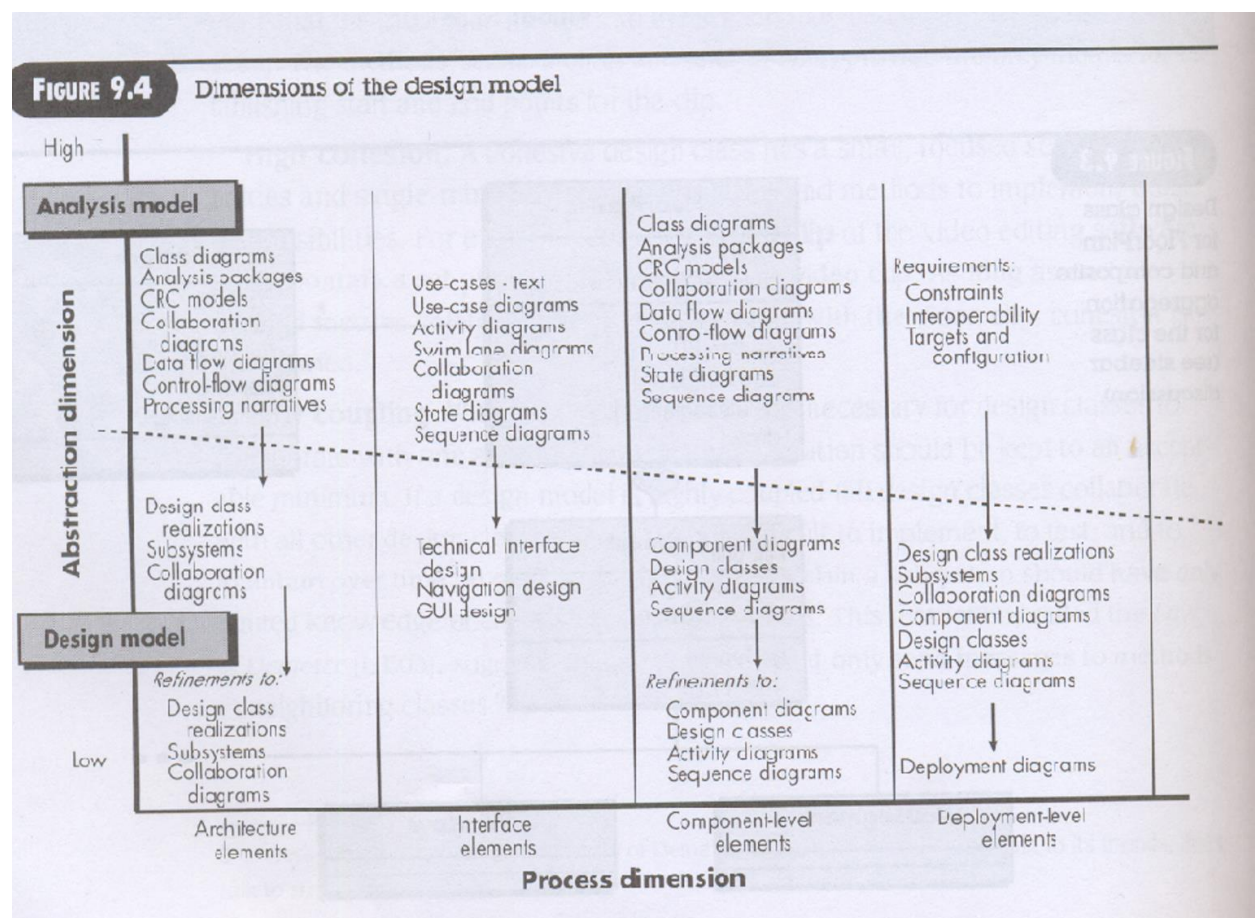 FIGURE 9.4
Dimensions of the design model
High
Analysis model
Class diagrams
Analysis packages
CRC models
Collaboration
diagrams
Data flow diagrams
Control-flow diagrams
Processing narratives
Use-cases - text
Use-case diagrams
Activity diagrams
Swim lane diagrams
Collaboration
diagrams
State diagrams
Sequence diagrams
Class diagrams
Analysis packages
CRC models
Collaboration diagrams
Data flow diagrams
Control-flow diagrams
Processing narratives
State diagrams
Sequence diagrams
Requirements:
Constraints
Interoperability
Targets and
configuration
Abstraction dimension
Design class
realizations
Subsystems
Collaboration
diagrams
Technical interface
design
Navigation design
GUI design
Component diagrams
Design classes
Activity diagrams
Sequence diagrams
Design class realizations
Subsystems
Collaboration diagrams
Component diagrams
Design classes
Activity diagrams
Sequence diagrams
Design model
Refinements to:
Design class
realizations
Subsystems
Collaboration
diagrams
Refinements to:
Component diagrams
Design classes
Activity diagrams
Sequence diagrams
Deployment diagrams
Low
Architecture
elements
Interface
elements
Component-level
elements
Deployment-level
elements
Process dimension